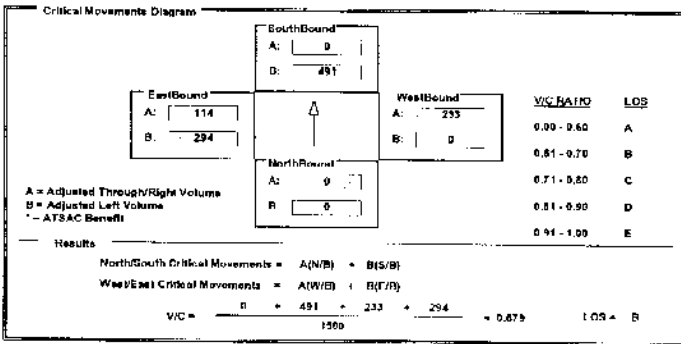 Critical Movements Diagram
SouthBound
A: 0
B: 491
EastBound
A: 114
B: 294
WestBound
A: 233
B: 0
NorthBound
A: 0
B: 0
V/C RATIO LOS
0.00 - 0.60 A
0.61 - 0.70 B
0.71 - 0.80 C
0.81 - 0.90 D
0.91 - 1.00 E
A = Adjusted Through/Right Volume
B = Adjusted Left Volume
* = ATSAC Benefit
Results
North/South Critical Movements = A(N/B) + B(S/B)
West/East Critical Movements = A(W/B) + B(E/B)
V/C = 0 + 491 + 233 + 294 = 0.679 LOS = B
1500